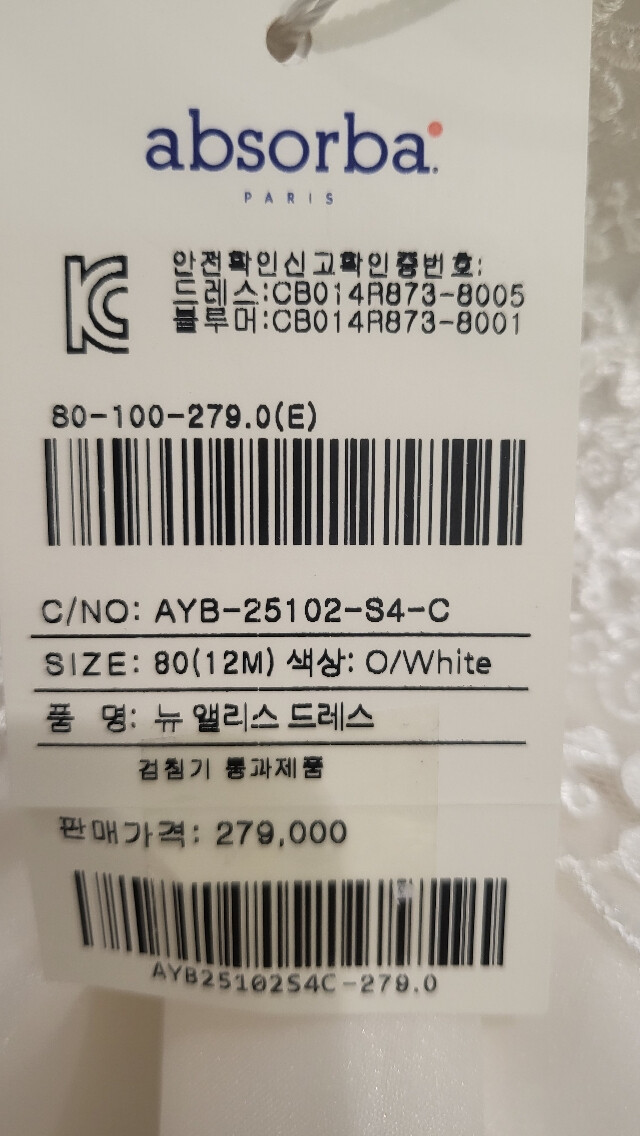 absorba.
PARIS
안전확인신고확인증번호:
드레스:CB014R873-8005
블루머:CB014R873-8001
80-100-279.0(E)
C/NO: AYB-25102-S4-C
SIZE: 80(12M) 색상: O/White
품 명: 뉴 앨리스 드레스
검침기 통과제품
판매가격: 279,000
AYB25102S4C-279.0